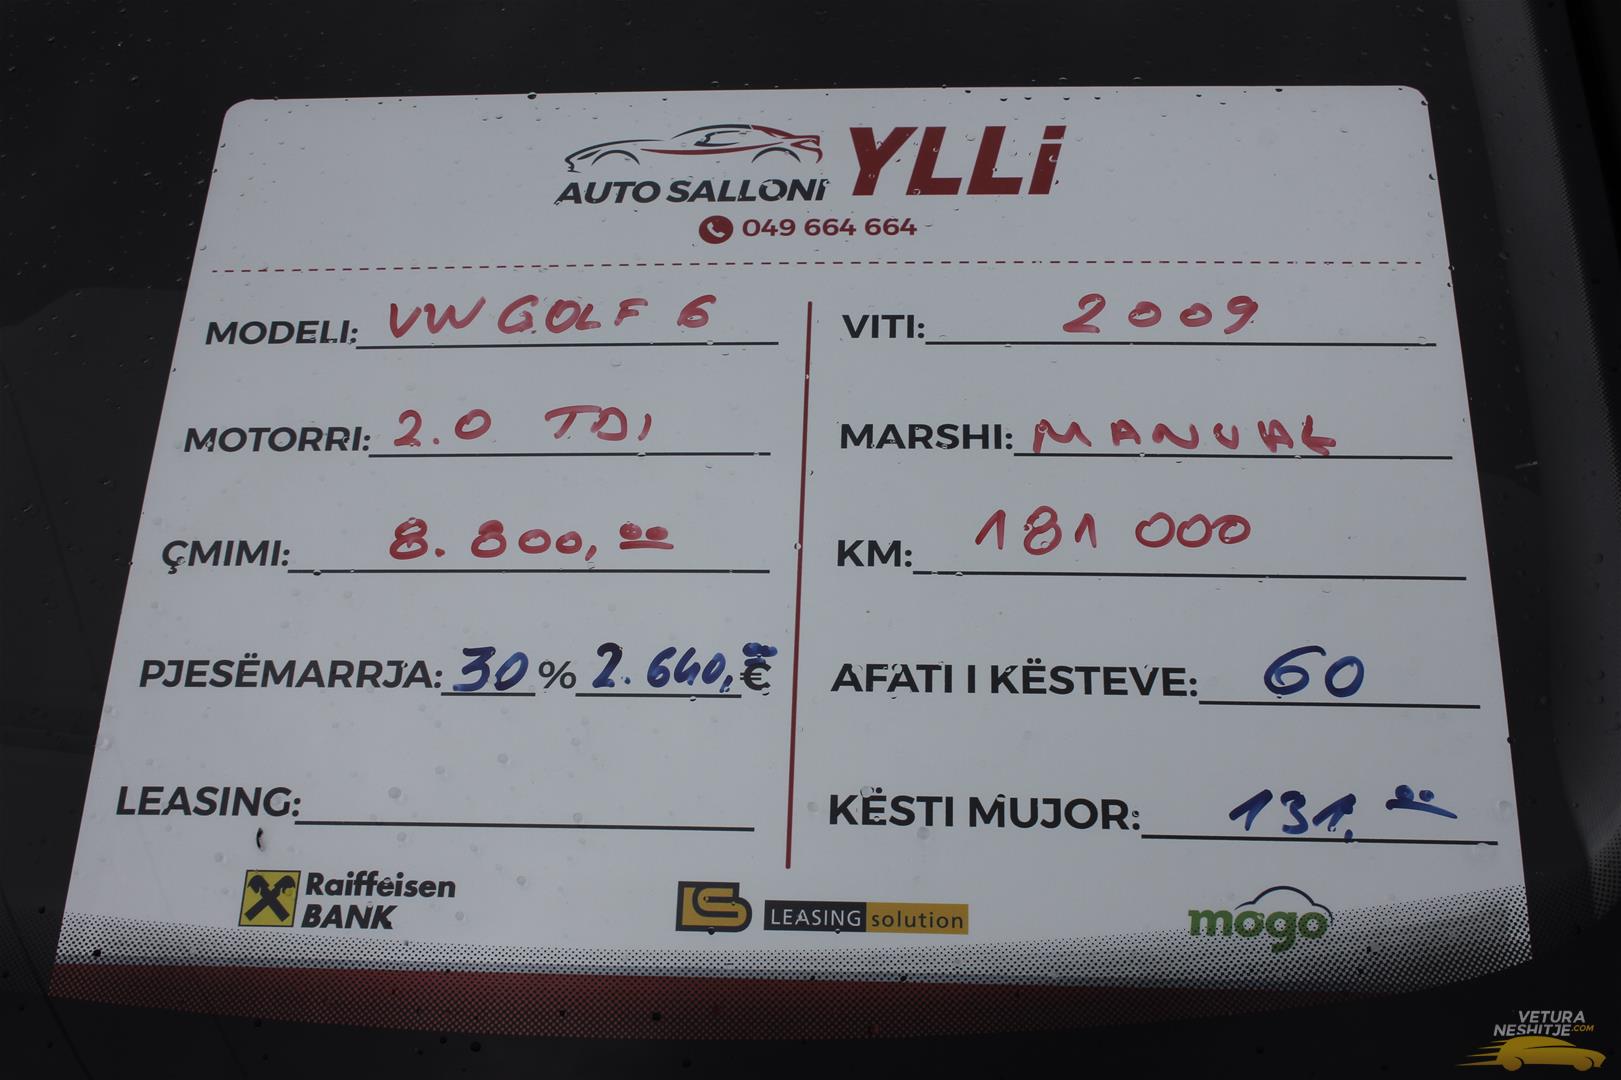 AUTO SALLONI YLLi
049 664 664
MODELI: VW GOLF 6
VITI: 2009
MOTORRI: 2.0 TDI
MARSHI: MANUAL
ÇMIMI: 8.800,00
KM: 181 000
PJESËMARRJA: 30 % 2.640,00 €
AFATI I KËSTEVE: 60
LEASING:
KËSTI MUJOR: 131,00
Raiffeisen
BANK
LS LEASING solution
mogo
VETURA
NESHITJE.COM